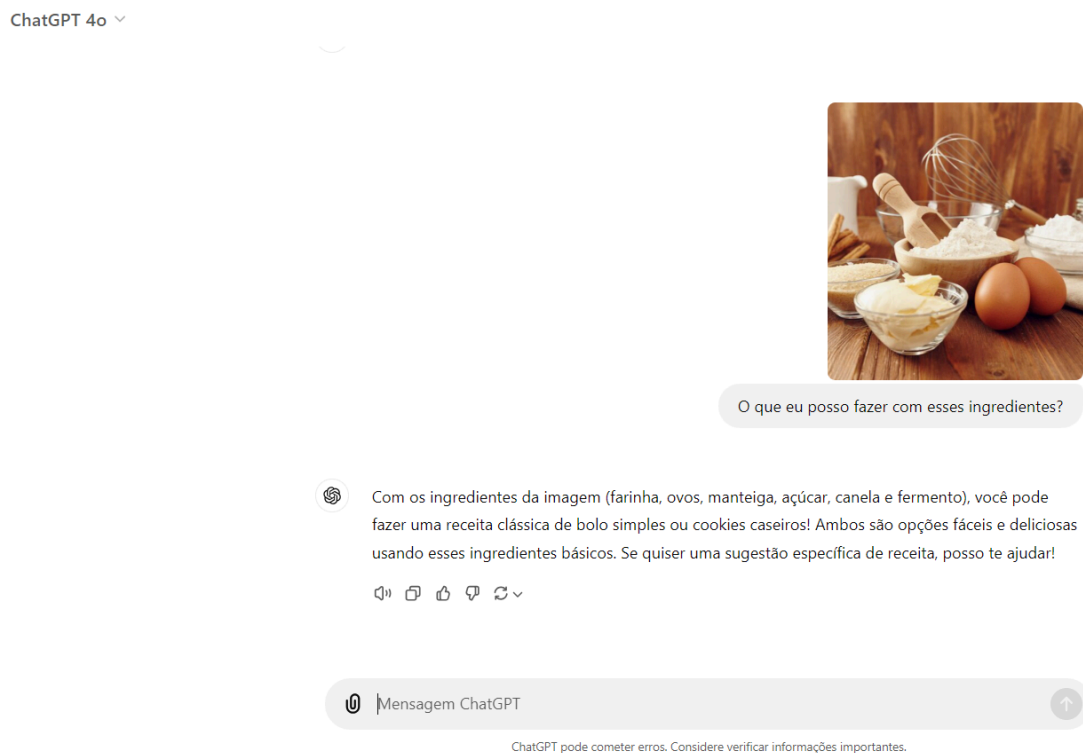 ChatGPT 4o
O que eu posso fazer com esses ingredientes?
Com os ingredientes da imagem (farinha, ovos, manteiga, açúcar, canela e fermento), você pode
fazer uma receita clássica de bolo simples ou cookies caseiros! Ambos são opções fáceis e deliciosas
usando esses ingredientes básicos. Se quiser uma sugestão específica de receita, posso te ajudar!
Mensagem ChatGPT
ChatGPT pode cometer erros. Considere verificar informações importantes.